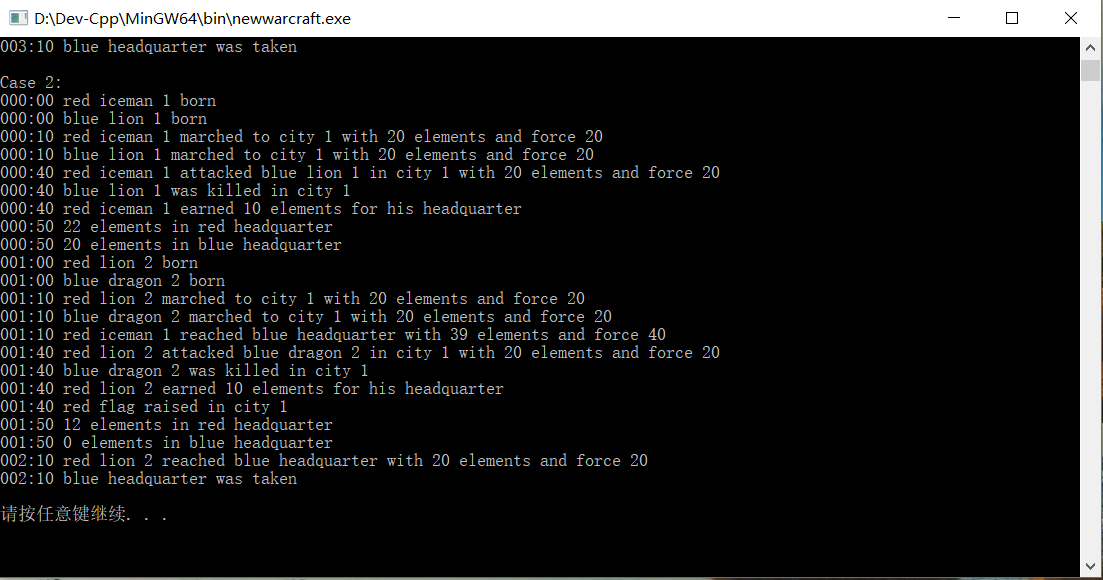 D:\Dev-Cpp\MinGW64\bin\newwarcraft.exe
003:10 blue headquarter was taken
Case 2:
000:00 red iceman 1 born
000:00 blue lion 1 born
000:10 red iceman 1 marched to city 1 with 20 elements and force 20
000:10 blue lion 1 marched to city 1 with 20 elements and force 20
000:40 red iceman 1 attacked blue lion 1 in city 1 with 20 elements and force 20
000:40 blue lion 1 was killed in city 1
000:40 red iceman 1 earned 10 elements for his headquarter
000:50 22 elements in red headquarter
000:50 20 elements in blue headquarter
001:00 red lion 2 born
001:00 blue dragon 2 born
001:10 red lion 2 marched to city 1 with 20 elements and force 20
001:10 blue dragon 2 marched to city 1 with 20 elements and force 20
001:10 red iceman 1 reached blue headquarter with 39 elements and force 40
001:40 red lion 2 attacked blue dragon 2 in city 1 with 20 elements and force 20
001:40 blue dragon 2 was killed in city 1
001:40 red lion 2 earned 10 elements for his headquarter
001:40 red flag raised in city 1
001:50 12 elements in red headquarter
001:50 0 elements in blue headquarter
002:10 red lion 2 reached blue headquarter with 20 elements and force 20
002:10 blue headquarter was taken
请按任意键继续. . .